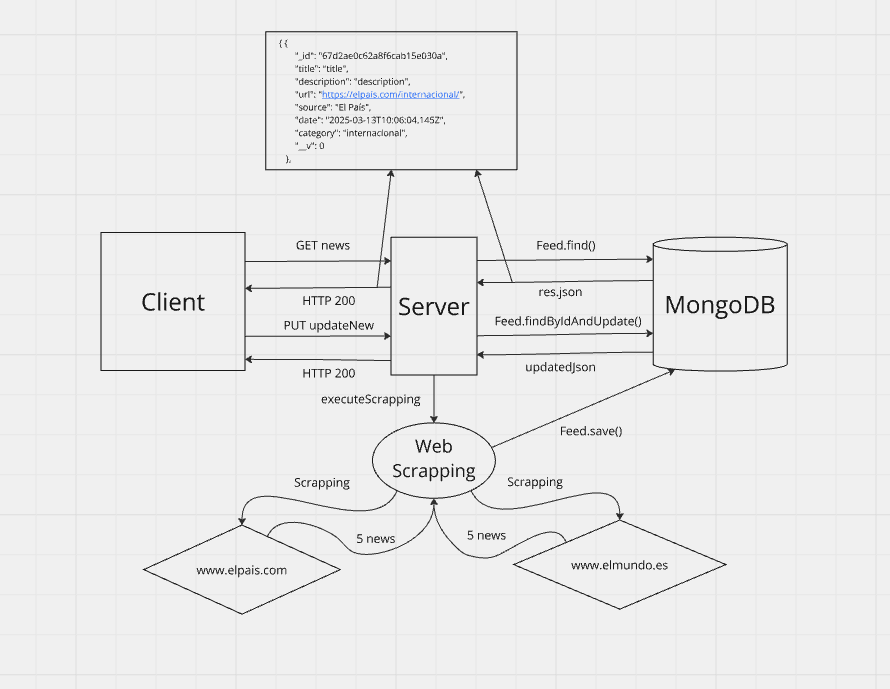 { {
"_id": "67d2ae0c62a8f6cab15e030a",
"title": "title",
"description": "description",
"url": "https://elpais.com/internacional/",
"source": "El País",
"date": "2025-03-13T10:06:04.145Z",
"category": "internacional",
"__v": 0
},
GET news
Feed.find()
Client
HTTP 200
Server
res.json
MongoDB
PUT updateNew
Feed.findByIdAndUpdate()
HTTP 200
updatedJson
executeScrapping
Feed.save()
Web
Scrapping
Scrapping
Scrapping
5 news
5 news
www.elpais.com
www.elmundo.es